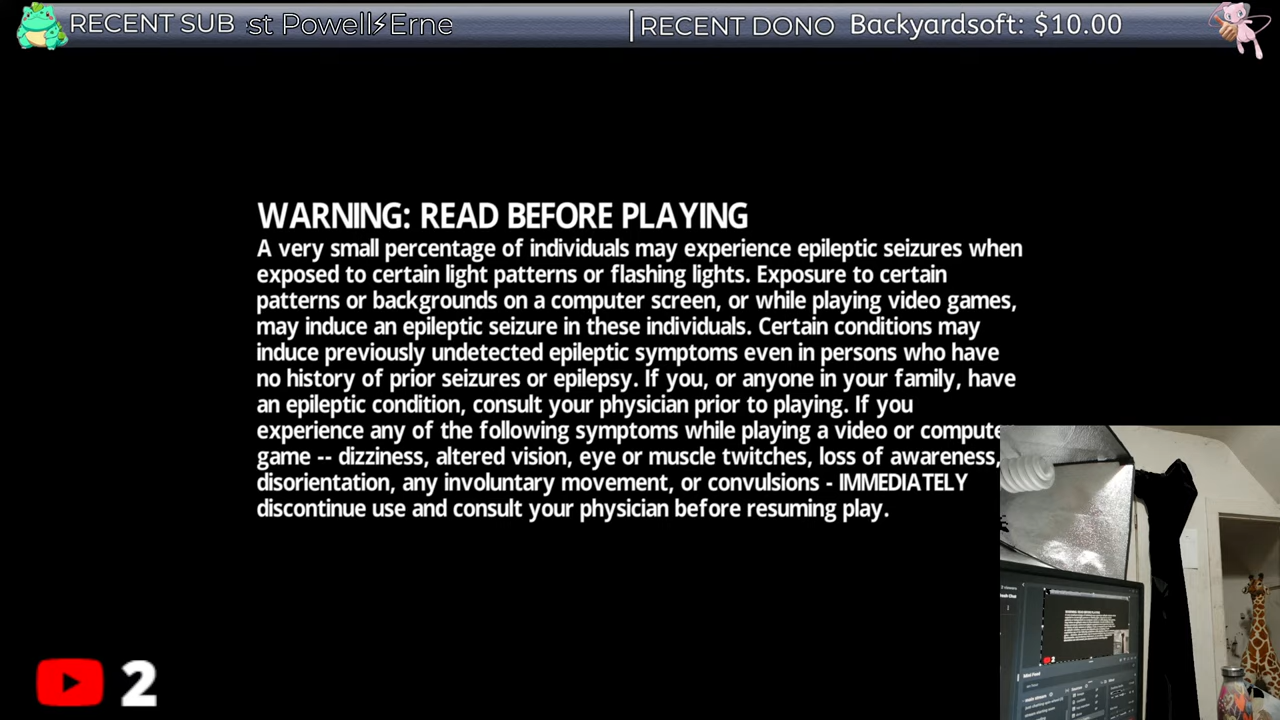 RECENT SUB st Powell⚡Erne |RECENT DONO Backyardsoft: $10.00
WARNING: READ BEFORE PLAYING
A very small percentage of individuals may experience epileptic seizures when
exposed to certain light patterns or flashing lights. Exposure to certain
patterns or backgrounds on a computer screen, or while playing video games,
may induce an epileptic seizure in these individuals. Certain conditions may
induce previously undetected epileptic symptoms even in persons who have
no history of prior seizures or epilepsy. If you, or anyone in your family, have
an epileptic condition, consult your physician prior to playing. If you
experience any of the following symptoms while playing a video or compute
game -- dizziness, altered vision, eye or muscle twitches, loss of awareness,
disorientation, any involuntary movement, or convulsions - IMMEDIATELY
discontinue use and consult your physician before resuming play.
2